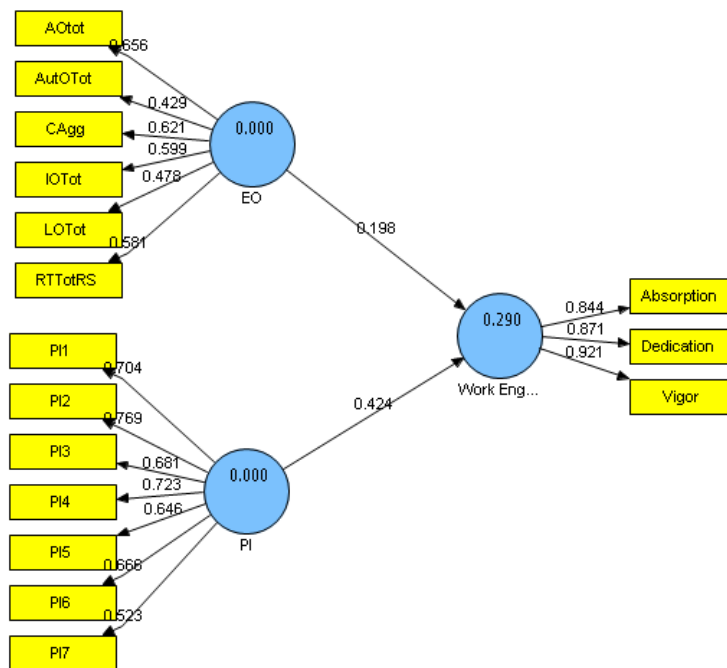 AOtot
0.656
AutOTot
0.429
CAgg
0.621
IOTot
0.599
LOTot
0.478
RTTotRS
0.581
0.000
EO
0.198
PI1
0.704
PI2
0.769
PI3
0.681
PI4
0.723
PI5
0.646
PI6
0.666
PI7
0.523
0.000
PI
0.424
0.290
Work Eng...
Absorption
0.844
Dedication
0.871
Vigor
0.921